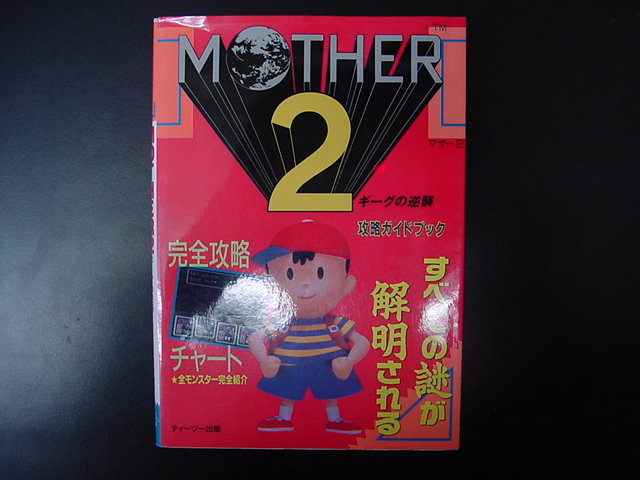 MOTHER
TM
2
マザー2
ギーグの逆襲
攻略ガイドブック
完全攻略
チャート
★全モンスター完全紹介
すべての謎が
解明される
ティーツー出版